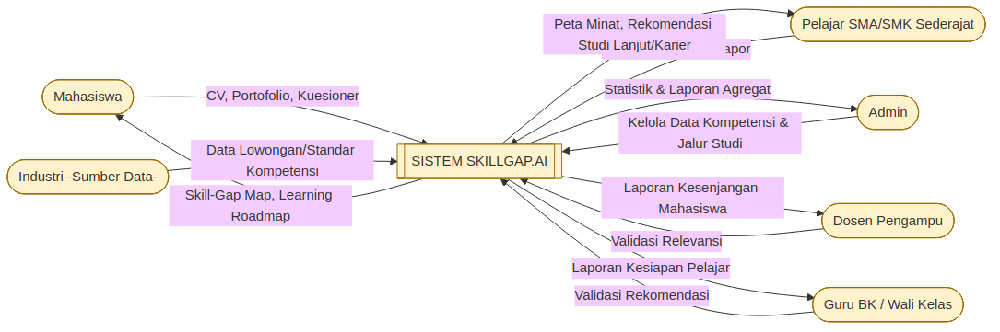 Peta Minat, Rekomendasi
Studi Lanjut/Karier
Pelajar SMA/SMK Sederajat
Mahasiswa
CV, Portofolio, Kuesioner
Statistik & Laporan Agregat
Admin
Kelola Data Kompetensi &
Jalur Studi
Data Lowongan/Standar
Kompetensi
SISTEM SKILLGAP.AI
Industri -Sumber Data-
Skill-Gap Map, Learning
Roadmap
Laporan Kesenjangan
Mahasiswa
Dosen Pengampu
Validasi Relevansi
Laporan Kesiapan Pelajar
Validasi Rekomendasi
Guru BK / Wali Kelas